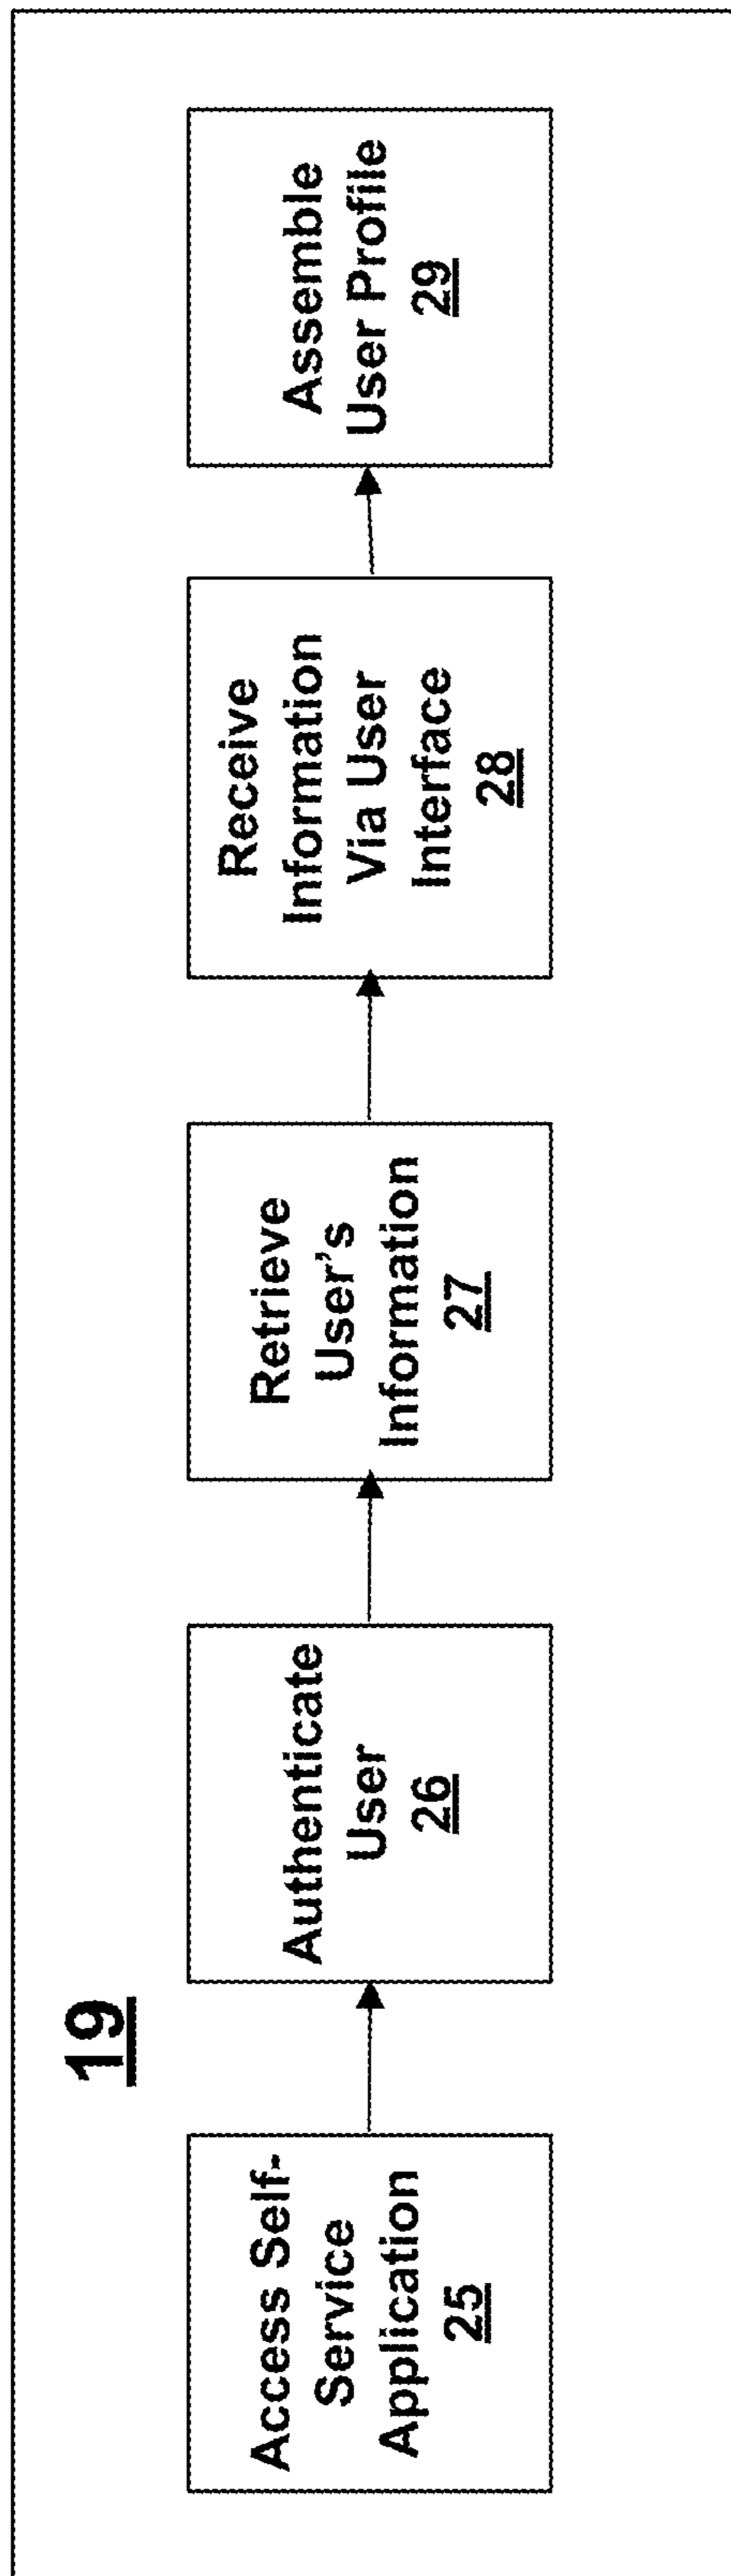 19
Access Self-
Service
Application
25
Authenticate
User
26
Retrieve
User's
Information
27
Receive
Information
Via User
Interface
28
Assemble
User Profile
29